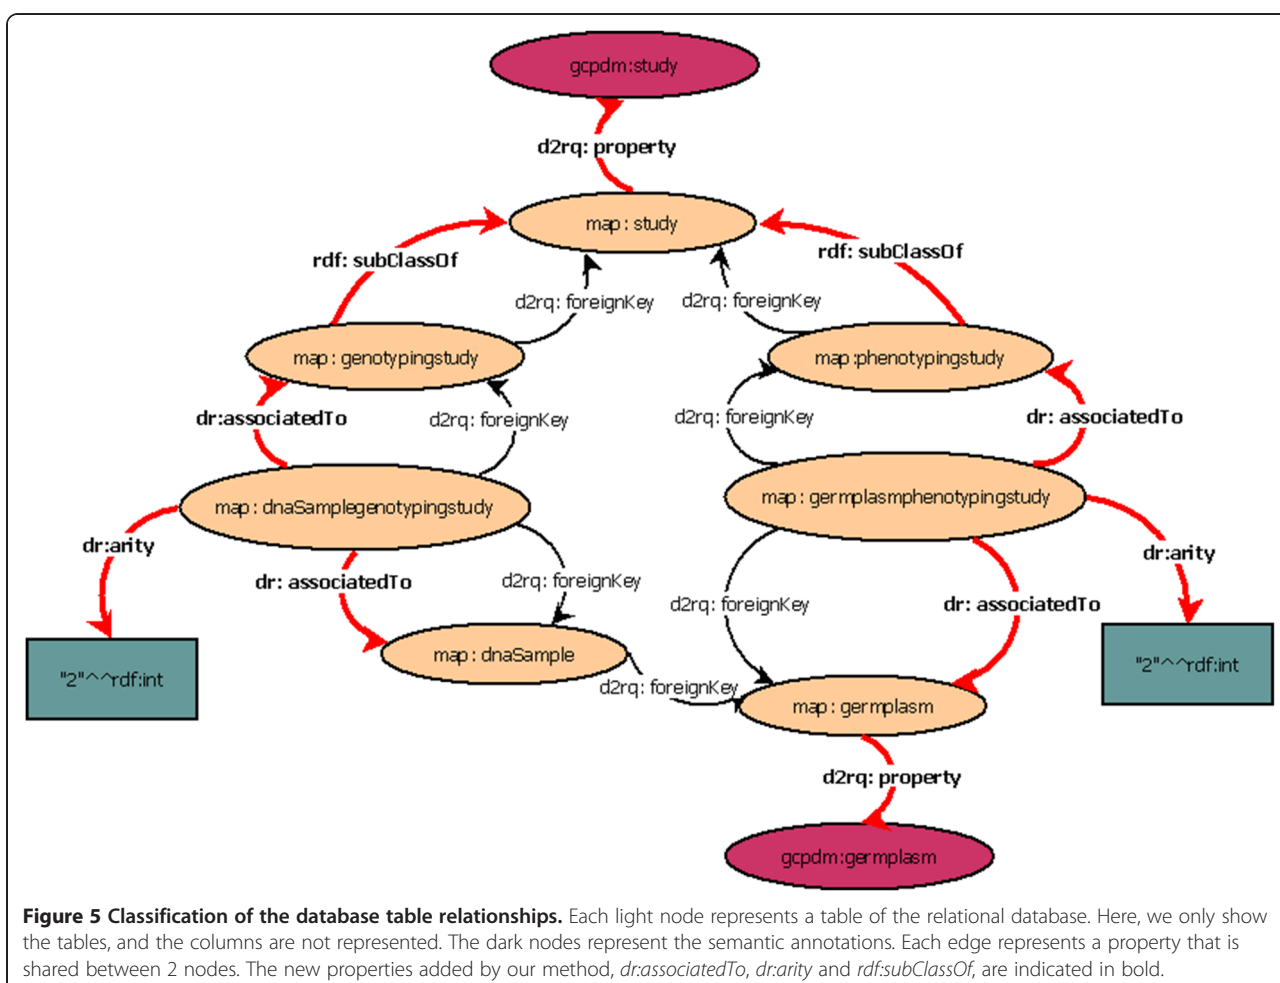 gcpdm:study
d2rq: property
map: study
rdf: subClassOf
rdf: subClassOf
d2rq: foreignKey
d2rq: foreignKey
map: genotypingstudy
map:phenotypingstudy
dr:associatedTo
d2rq: foreignKey
d2rq: foreignKey
dr: associatedTo
map: dnaSamplegenotypingstudy
map: germplasmphenotypingstudy
dr:arity
dr:arity
dr: associatedTo
d2rq: foreignKey
d2rq: foreignKey
dr: associatedTo
"2"^^rdf:int
map: dnaSample
"2"^^rdf:int
d2rq: foreignKey
map: germplasm
d2rq: property
gcpdm:germplasm
Figure 5 Classification of the database table relationships. Each light node represents a table of the relational database. Here, we only show
the tables, and the columns are not represented. The dark nodes represent the semantic annotations. Each edge represents a property that is
shared between 2 nodes. The new properties added by our method, dr:associatedTo, dr:arity and rdf:subClassOf, are indicated in bold.